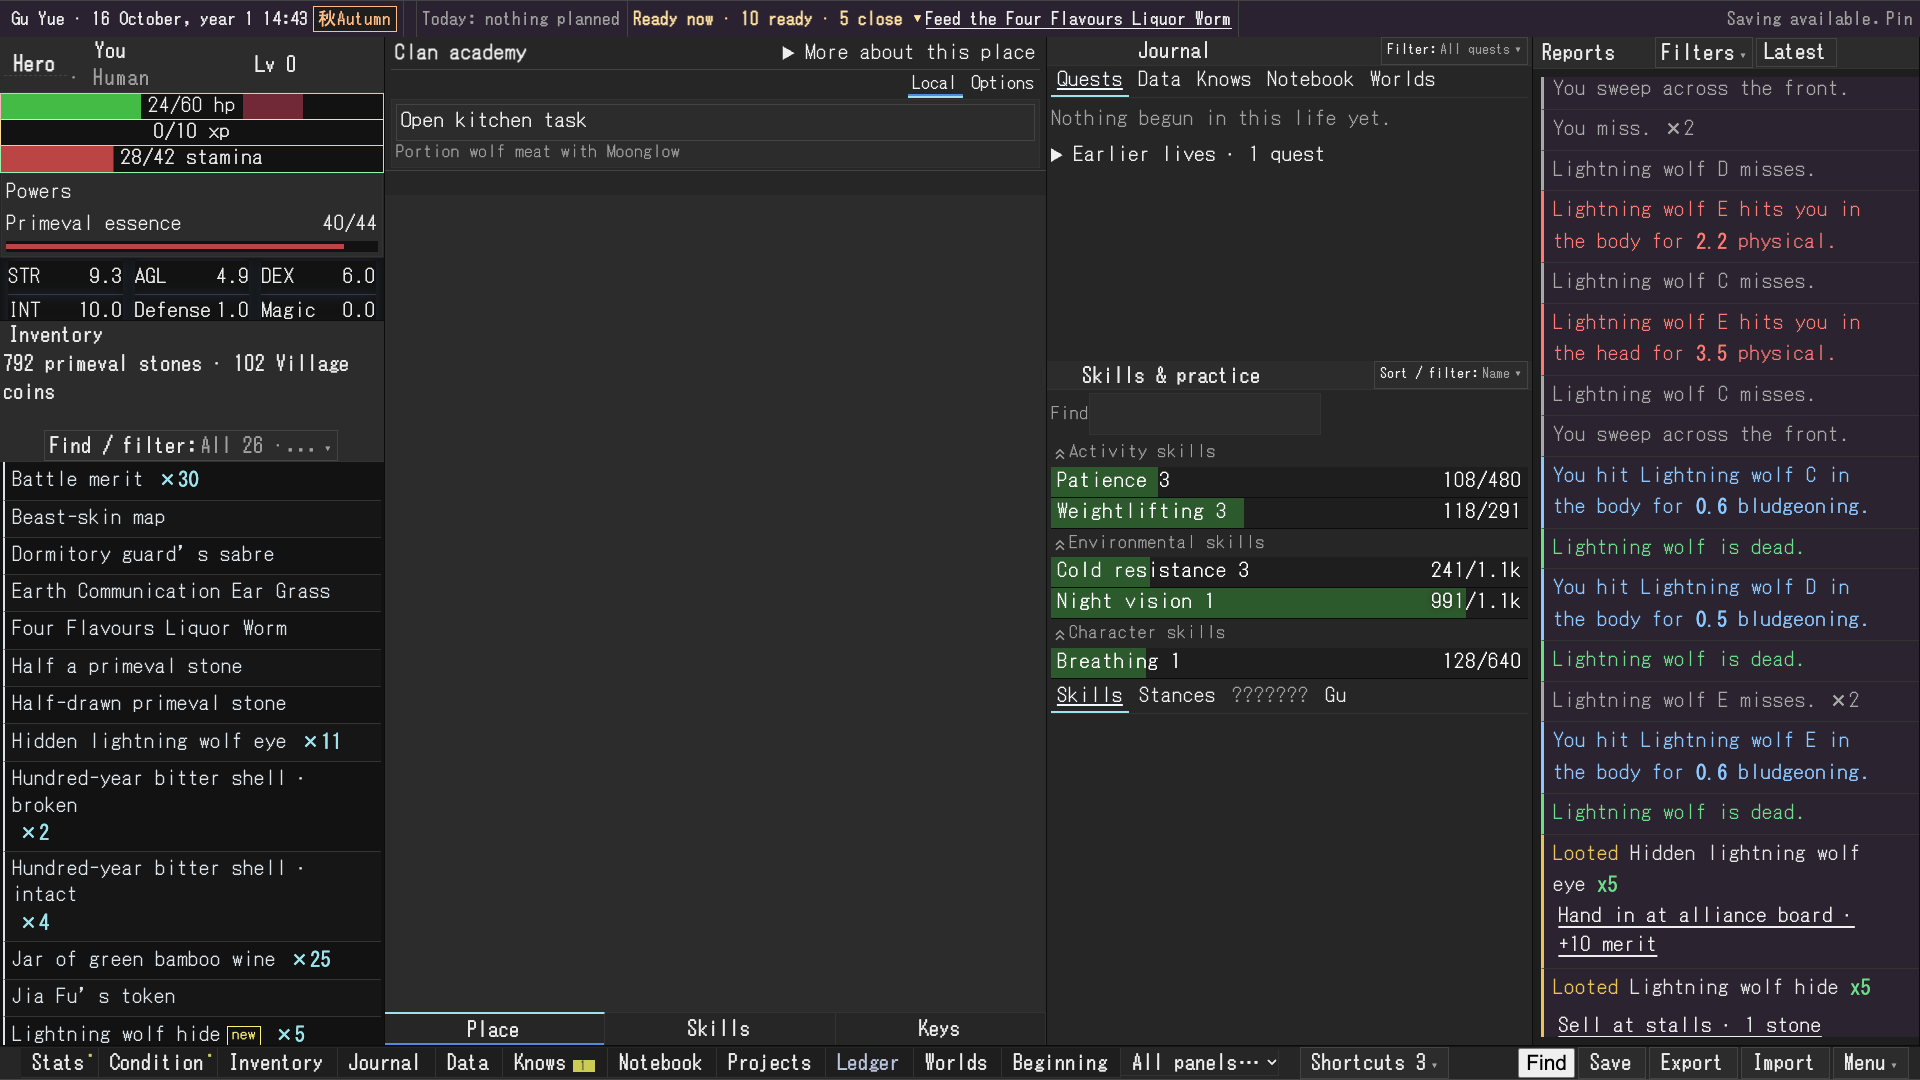 Gu Yue · 16 October, year 1 14:43 秋Autumn
Today: nothing planned
Ready now · 10 ready · 5 close ▾Feed the Four Flavours Liquor Worm
Saving available. Pin
Hero · You
Human
Lv 0
24/60 hp
0/10 xp
28/42 stamina
Powers
Primeval essence 40/44
STR 9.3 AGL 4.9 DEX 6.0
INT 10.0 Defense 1.0 Magic 0.0
Inventory
792 primeval stones · 102 Village
coins
Find / filter:All 26 ·... ▾
Battle merit ×30
Beast-skin map
Dormitory guard's sabre
Earth Communication Ear Grass
Four Flavours Liquor Worm
Half a primeval stone
Half-drawn primeval stone
Hidden lightning wolf eye ×11
Hundred-year bitter shell ·
broken
×2
Hundred-year bitter shell ·
intact
×4
Jar of green bamboo wine ×25
Jia Fu's token
Lightning wolf hide new ×5
Clan academy
▶ More about this place
Local Options
Open kitchen task
Portion wolf meat with Moonglow
Place Skills Keys
Journal
Filter:All quests ▾
Quests Data Knows Notebook Worlds
Nothing begun in this life yet.
▶ Earlier lives · 1 quest
Skills & practice
Sort / filter:Name ▾
Find
Activity skills
Patience 3 108/480
Weightlifting 3 118/291
Environmental skills
Cold resistance 3 241/1.1k
Night vision 1 991/1.1k
Character skills
Breathing 1 128/640
Skills Stances ??????? Gu
Reports
Filters▾ Latest
You sweep across the front.
You miss. ×2
Lightning wolf D misses.
Lightning wolf E hits you in
the body for 2.2 physical.
Lightning wolf C misses.
Lightning wolf E hits you in
the head for 3.5 physical.
Lightning wolf C misses.
You sweep across the front.
You hit Lightning wolf C in
the body for 0.6 bludgeoning.
Lightning wolf is dead.
You hit Lightning wolf D in
the body for 0.5 bludgeoning.
Lightning wolf is dead.
Lightning wolf E misses. ×2
You hit Lightning wolf E in
the body for 0.6 bludgeoning.
Lightning wolf is dead.
Looted Hidden lightning wolf
eye x5
Hand in at alliance board ·
+10 merit
Looted Lightning wolf hide x5
Sell at stalls · 1 stone
Stats Condition Inventory Journal Data Knows 1 Notebook Projects Ledger Worlds Beginning All panels… Shortcuts 3▾ Find Save Export Import Menu▾